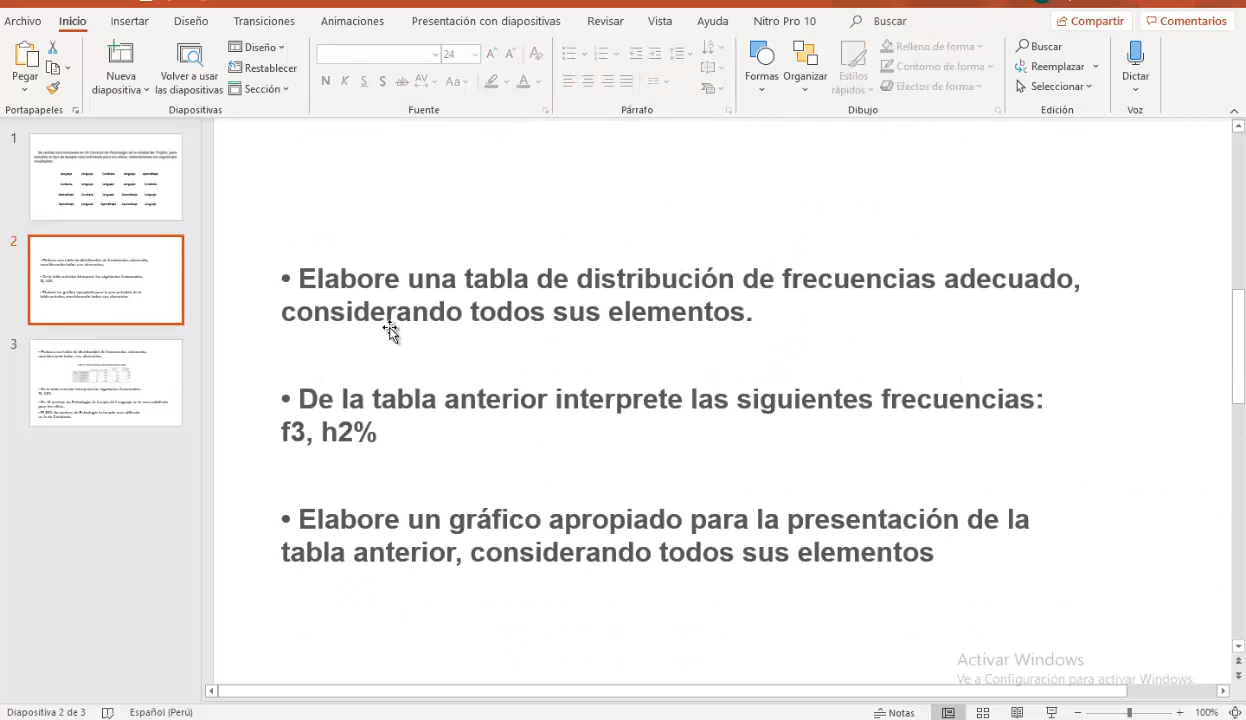 Archivo Inicio Insertar Diseño Transiciones Animaciones Presentación con diapositivas Revisar Vista Ayuda Nitro Pro 10 Buscar Compartir Comentarios
Pegar
Nueva diapositiva
Volver a usar las diapositivas
Diseño
Restablecer
Sección
24
N K S S ab AV Aa A
Relleno de forma
Contorno de forma
Efectos de forma
Formas Organizar Estilos rápidos
Buscar
Reemplazar
Seleccionar
Dictar
Portapapeles Diapositivas Fuente Párrafo Dibujo Edición Voz
1
2
3
• Elabore una tabla de distribución de frecuencias adecuado,
considerando todos sus elementos.
• De la tabla anterior interprete las siguientes frecuencias:
f3, h2%
• Elabore un gráfico apropiado para la presentación de la
tabla anterior, considerando todos sus elementos
Activar Windows
Ve a Configuración para activar Windows.
Diapositiva 2 de 3 Español (Perú) Notas 100%